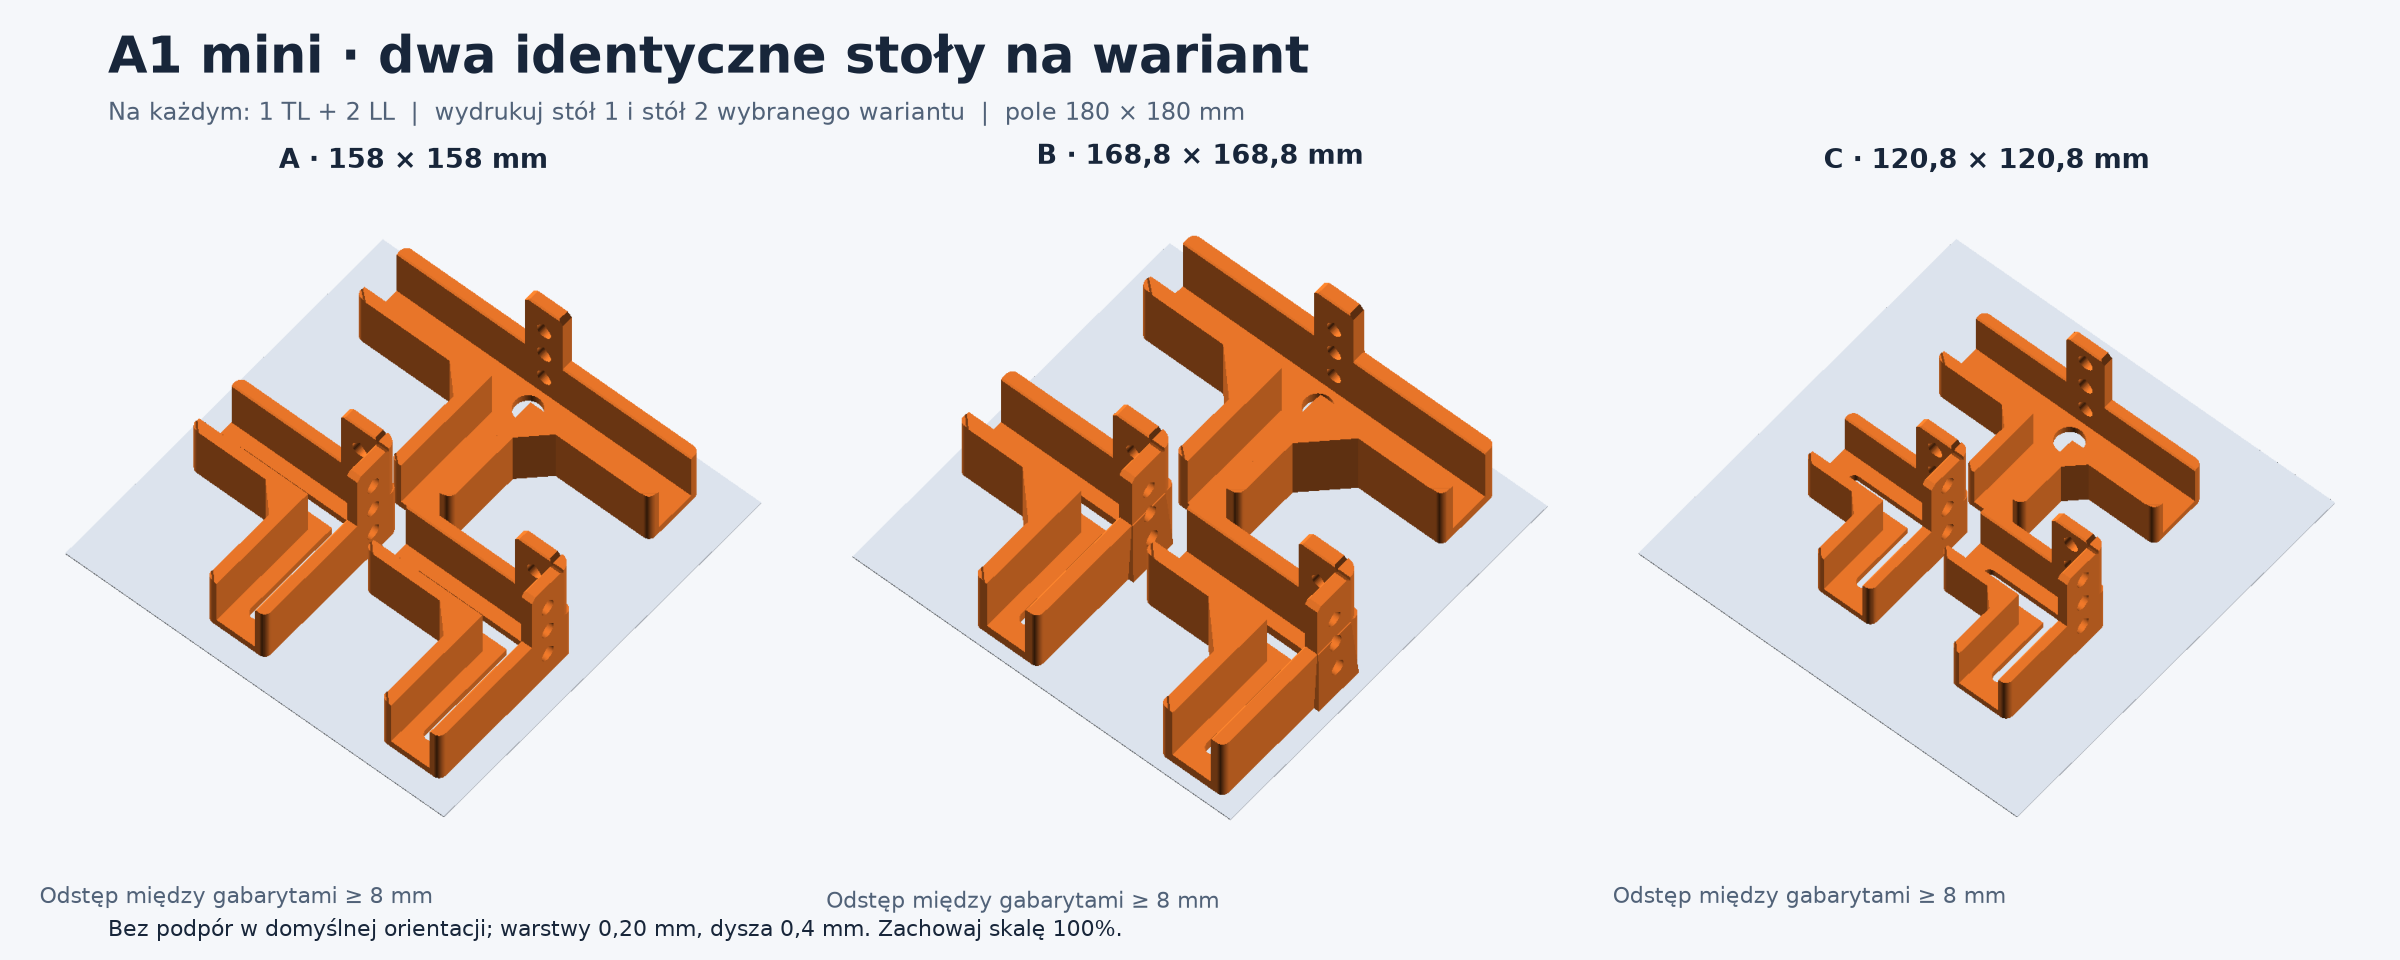 A1 mini · dwa identyczne stoły na wariant
Na każdym: 1 TL + 2 LL | wydrukuj stół 1 i stół 2 wybranego wariantu | pole 180 × 180 mm
A · 158 × 158 mm
B · 168,8 × 168,8 mm
C · 120,8 × 120,8 mm
Odstęp między gabarytami ≥ 8 mm
Odstęp między gabarytami ≥ 8 mm
Odstęp między gabarytami ≥ 8 mm
Bez podpór w domyślnej orientacji; warstwy 0,20 mm, dysza 0,4 mm. Zachowaj skalę 100%.